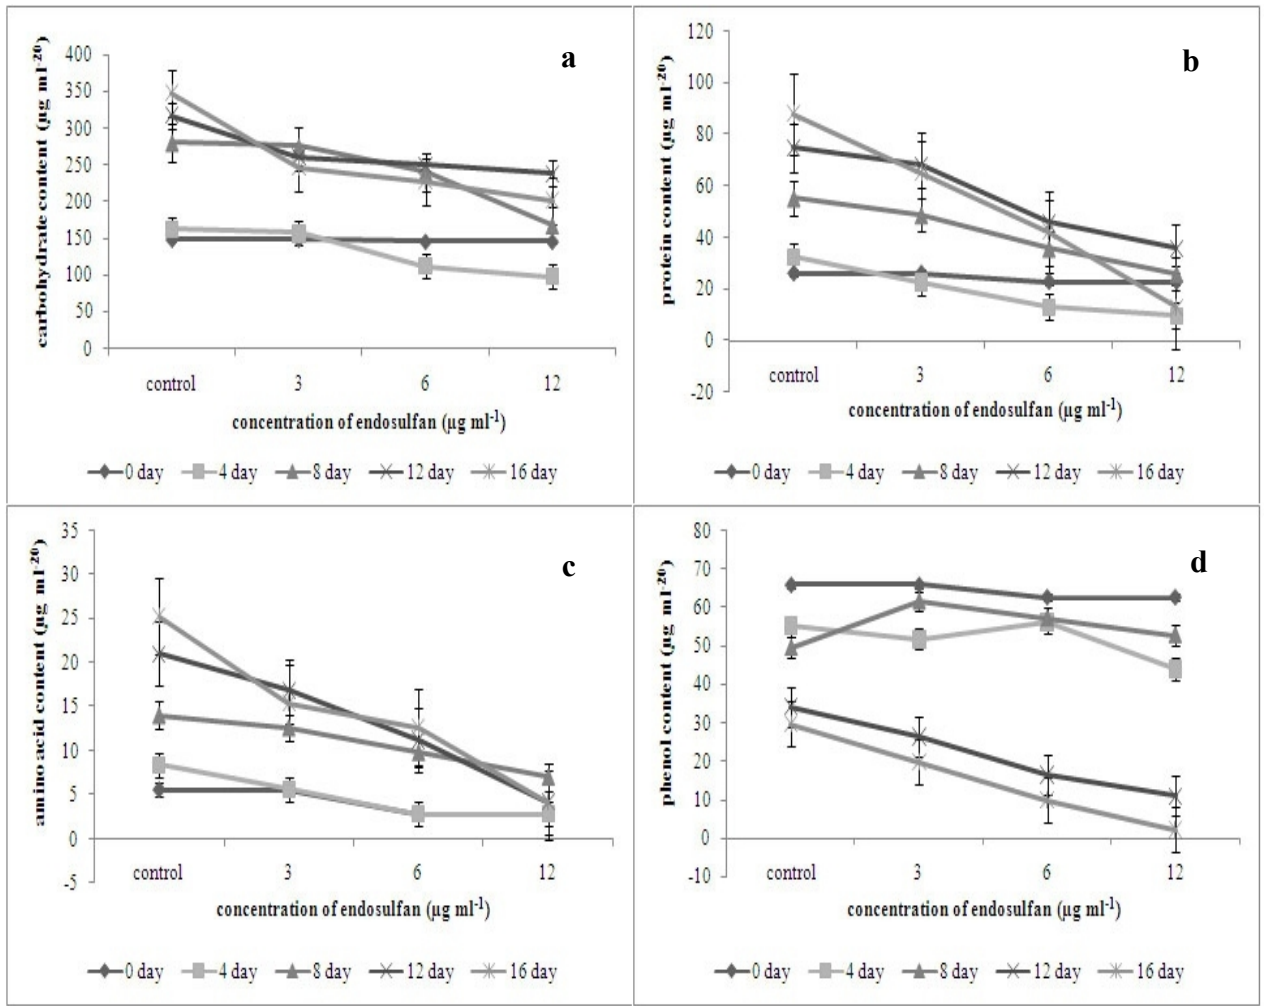 a
carbohydrate content (µg ml-20)
400
350
300
250
200
150
100
50
0
control 3 6 12
concentration of endosulfan (µg ml-1)
0 day 4 day 8 day 12 day 16 day
b
protein content (µg ml-20)
120
100
80
60
40
20
0
-20
control 3 6 12
concentration of endosulfan (µg ml-1)
0 day 4 day 8 day 12 day 16 day
c
amino acid content (µg ml-20)
35
30
25
20
15
10
5
0
-5
control 3 6 12
concentration of endosulfan (µg ml-1)
0 day 4 day 8 day 12 day 16 day
d
phenol content (µg ml-20)
80
70
60
50
40
30
20
10
0
-10
control 3 6 12
concentration of endosulfan (µg ml-1)
0 day 4 day 8 day 12 day 16 day